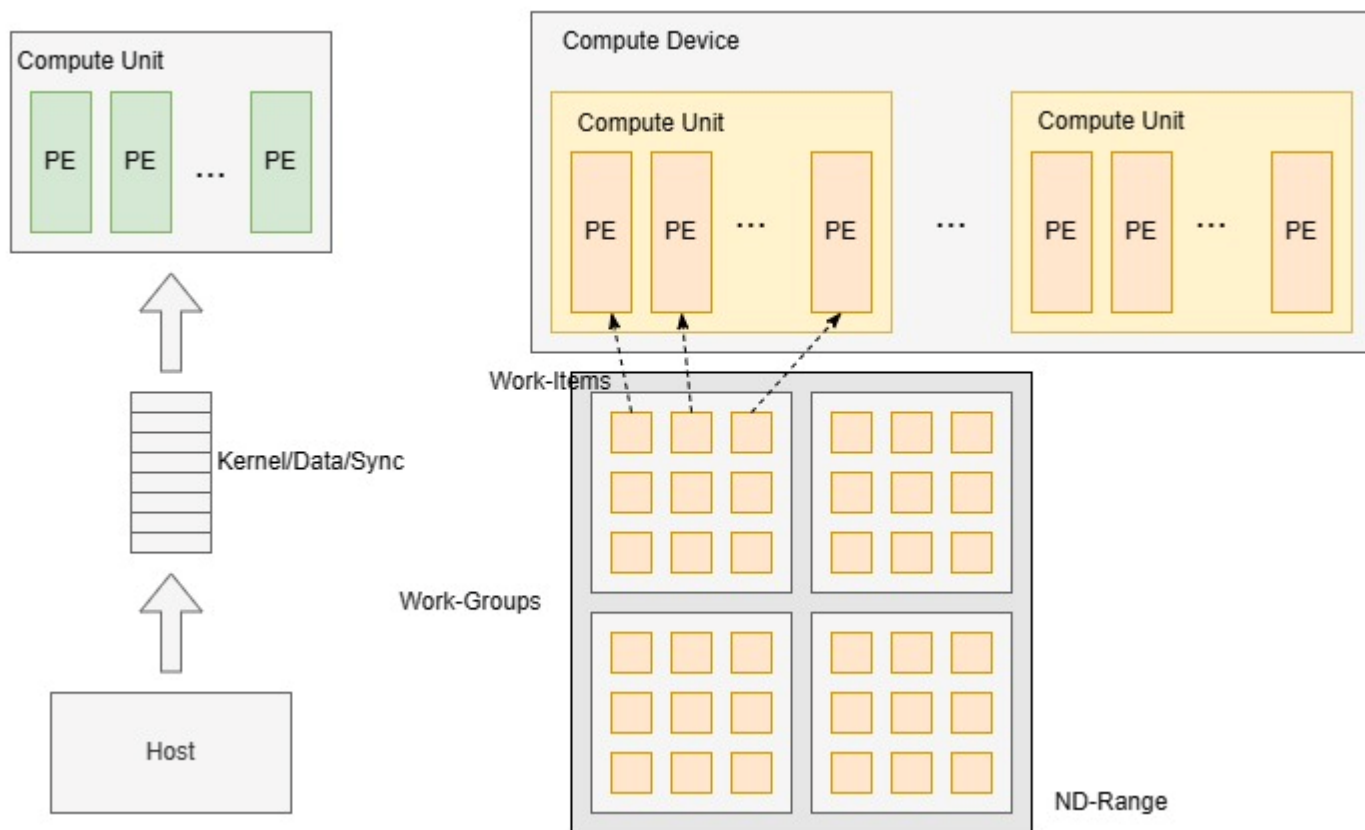 Compute Unit
PE PE ... PE
Kernel/Data/Sync
Host
Compute Device
Compute Unit
PE PE ... PE
...
Compute Unit
PE PE ... PE
Work-Items
Work-Groups
ND-Range